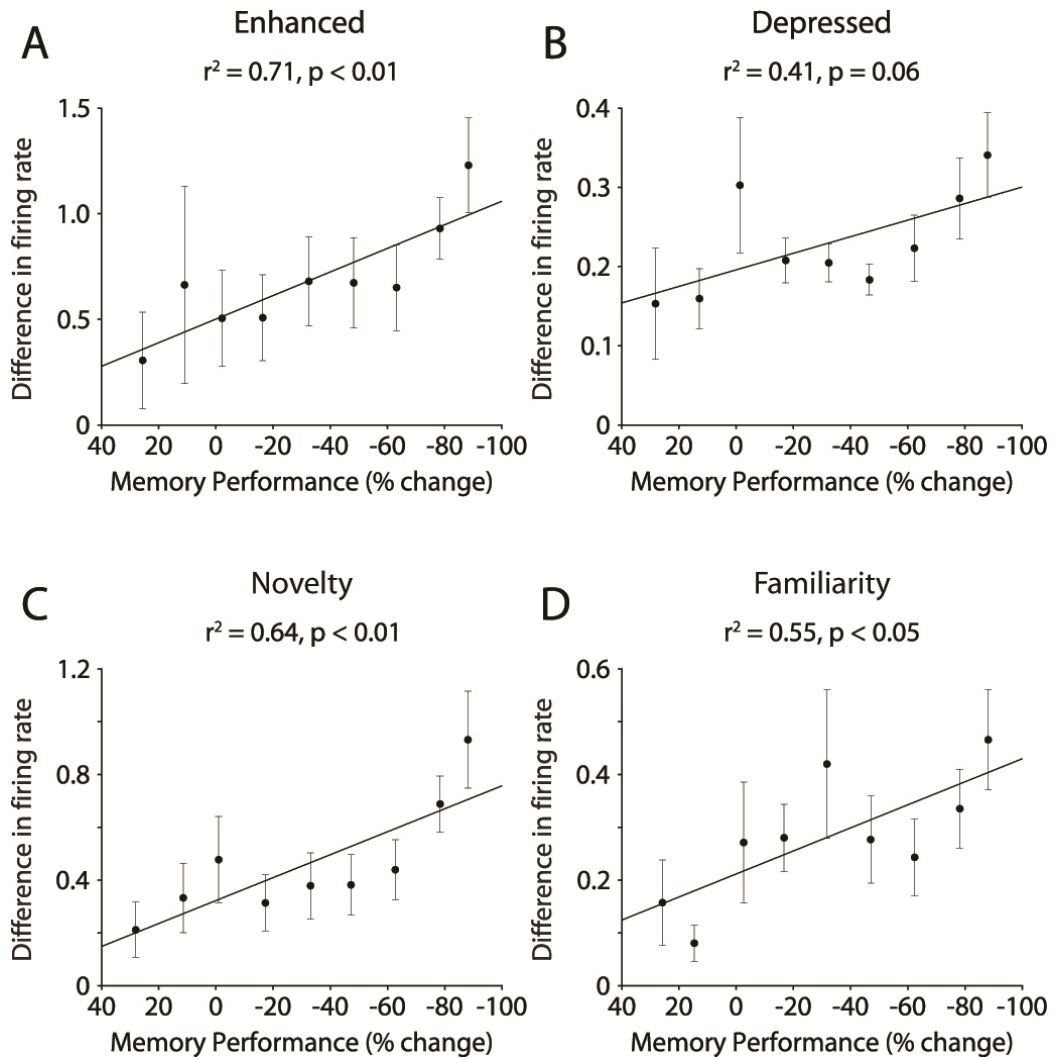 A
Enhanced
r² = 0.71, p < 0.01
Difference in firing rate
1.5
1.0
0.5
0
40 20 0 -20 -40 -60 -80 -100
Memory Performance (% change)
B
Depressed
r² = 0.41, p = 0.06
Difference in firing rate
0.4
0.3
0.2
0.1
0
40 20 0 -20 -40 -60 -80 -100
Memory Performance (% change)
C
Novelty
r² = 0.64, p < 0.01
Difference in firing rate
1.2
0.8
0.4
0
40 20 0 -20 -40 -60 -80 -100
Memory Performance (% change)
D
Familiarity
r² = 0.55, p < 0.05
Difference in firing rate
0.6
0.4
0.2
0
40 20 0 -20 -40 -60 -80 -100
Memory Performance (% change)